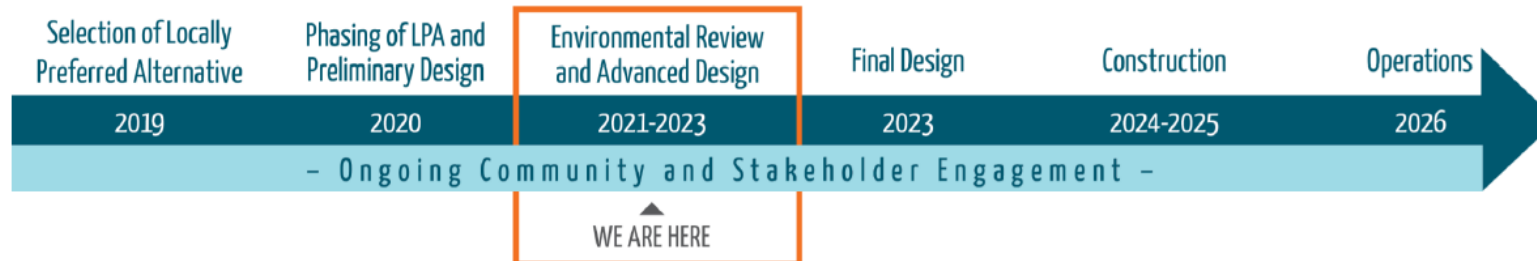 Selection of Locally
Preferred Alternative
Phasing of LPA and
Preliminary Design
Environmental Review
and Advanced Design
Final Design
Construction
Operations
2019
2020
2021-2023
2023
2024-2025
2026
– Ongoing Community and Stakeholder Engagement –
WE ARE HERE